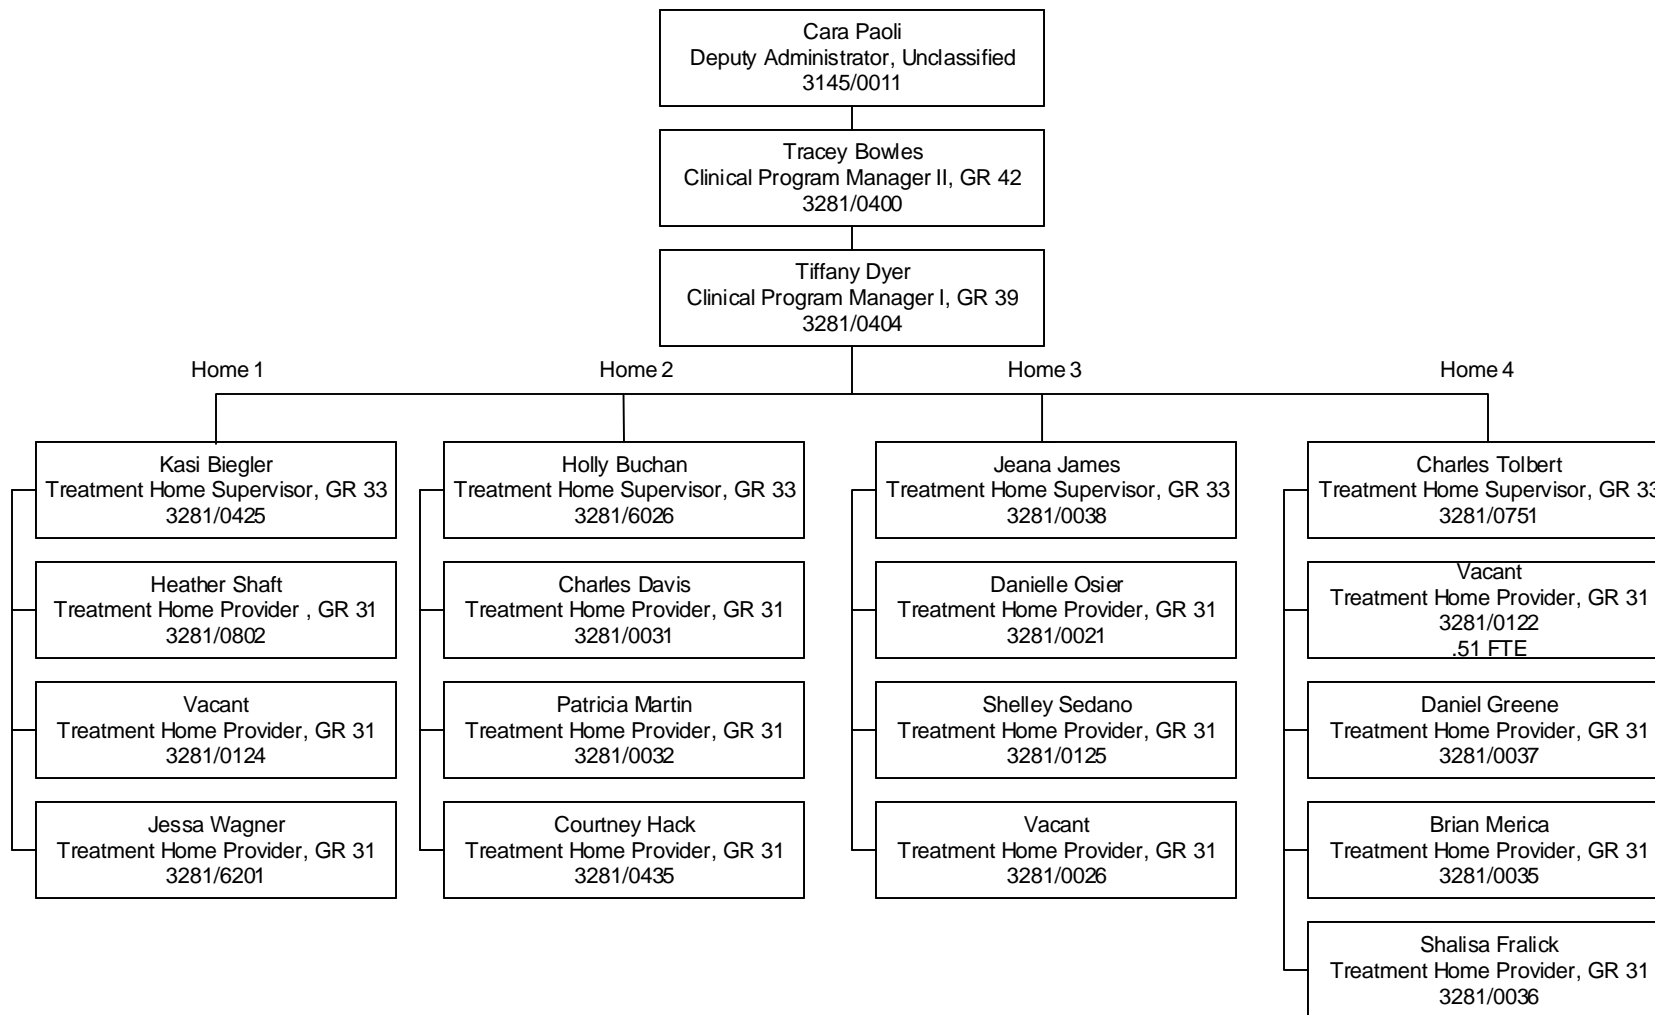 Cara Paoli
Deputy Administrator, Unclassified
3145/0011
Tracey Bowles
Clinical Program Manager II, GR 42
3281/0400
Tiffany Dyer
Clinical Program Manager I, GR 39
3281/0404
Home 1
Home 2
Home 3
Home 4
Kasi Biegler
Treatment Home Supervisor, GR 33
3281/0425
Heather Shaft
Treatment Home Provider , GR 31
3281/0802
Vacant
Treatment Home Provider, GR 31
3281/0124
Jessa Wagner
Treatment Home Provider, GR 31
3281/6201
Holly Buchan
Treatment Home Supervisor, GR 33
3281/6026
Charles Davis
Treatment Home Provider, GR 31
3281/0031
Patricia Martin
Treatment Home Provider, GR 31
3281/0032
Courtney Hack
Treatment Home Provider, GR 31
3281/0435
Jeana James
Treatment Home Supervisor, GR 33
3281/0038
Danielle Osier
Treatment Home Provider, GR 31
3281/0021
Shelley Sedano
Treatment Home Provider, GR 31
3281/0125
Vacant
Treatment Home Provider, GR 31
3281/0026
Charles Tolbert
Treatment Home Supervisor, GR 33
3281/0751
Vacant
Treatment Home Provider, GR 31
3281/0122
.51 FTE
Daniel Greene
Treatment Home Provider, GR 31
3281/0037
Brian Merica
Treatment Home Provider, GR 31
3281/0035
Shalisa Fralick
Treatment Home Provider, GR 31
3281/0036